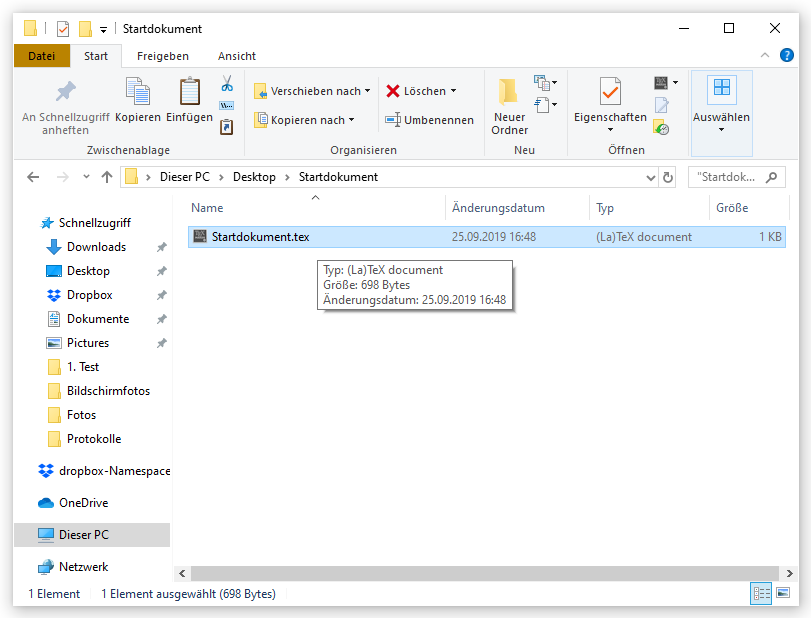 Startdokument
Datei Start Freigeben Ansicht
An Schnellzugriff anheften
Kopieren
Einfügen
Zwischenablage
Verschieben nach
Kopieren nach
Löschen
Umbenennen
Organisieren
Neuer Ordner
Neu
Eigenschaften
Öffnen
Auswählen
Dieser PC Desktop Startdokument
"Startdok...
Name Änderungsdatum Typ Größe
Startdokument.tex 25.09.2019 16:48 (La)TeX document 1 KB
Typ: (La)TeX document
Größe: 698 Bytes
Änderungsdatum: 25.09.2019 16:48
Schnellzugriff
Downloads
Desktop
Dropbox
Dokumente
Pictures
1. Test
Bildschirmfotos
Fotos
Protokolle
dropbox-Namespace
OneDrive
Dieser PC
Netzwerk
1 Element 1 Element ausgewählt (698 Bytes)